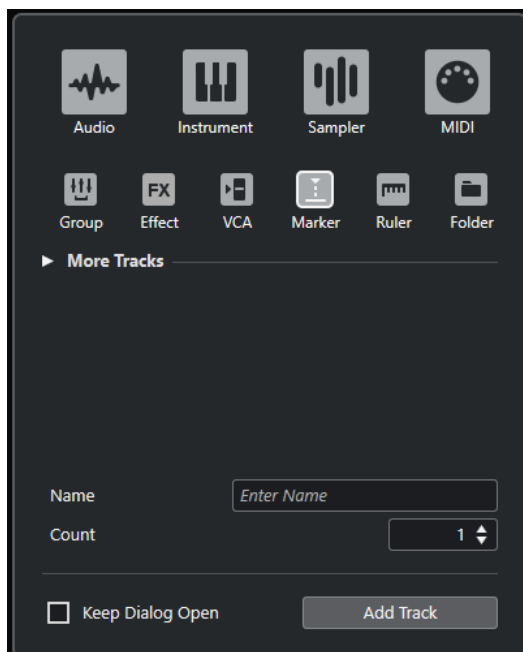 Audio Instrument Sampler MIDI
FX
Group Effect VCA Marker Ruler Folder
More Tracks
Name Enter Name
Count 1
Keep Dialog Open Add Track